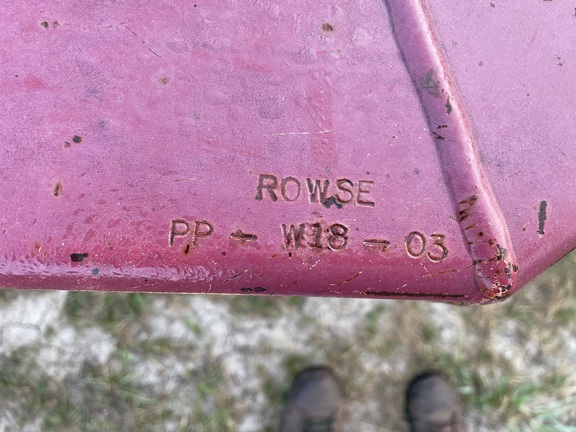 ROWSE
PP - W18 - 03